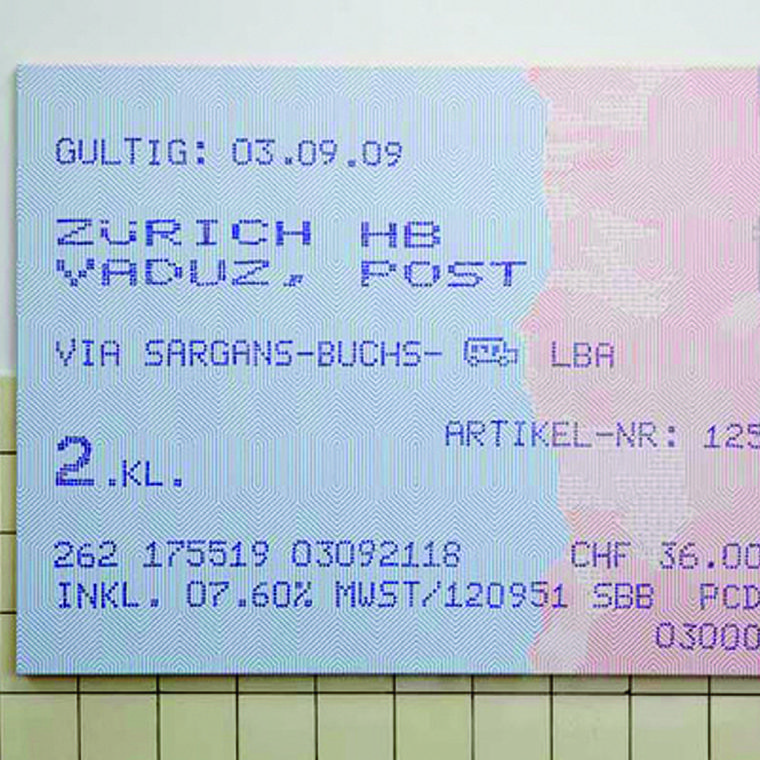 GULTIG: 03.09.09
ZüRICH HB
VADUZ, POST
VIA SARGANS-BUCHS- LBA
ARTIKEL-NR: 125
2.KL.
262 175519 03092118 CHF 36.00
INKL. 07.60% MWST/120951 SBB PCD
03000